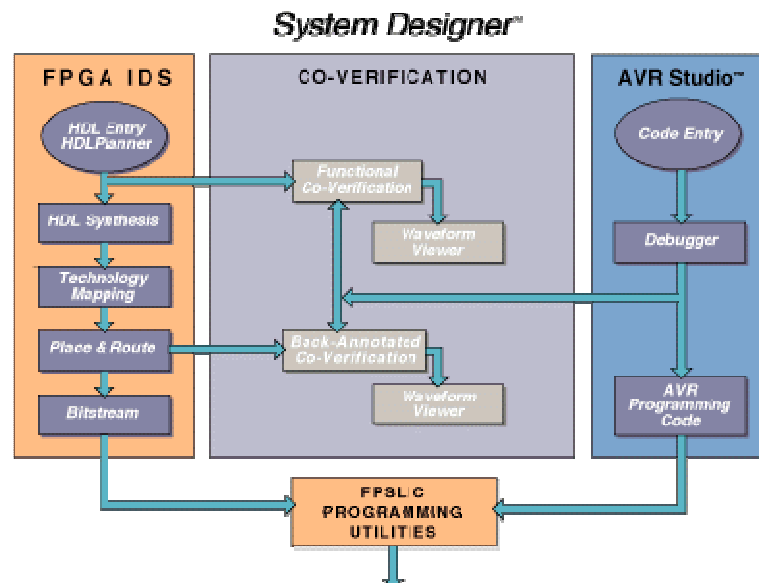 System Designer™
FPGA IDS
HDL Entry
HDLPlanner
HDL Synthesis
Technology
Mapping
Place & Route
Bitstream
CO-VERIFICATION
Functional
Co-Verification
Waveform
Viewer
Back-Annotated
Co-Verification
Waveform
Viewer
AVR Studio™
Code Entry
Debugger
AVR
Programming
Code
FPSLIC
PROGRAMMING
UTILITIES